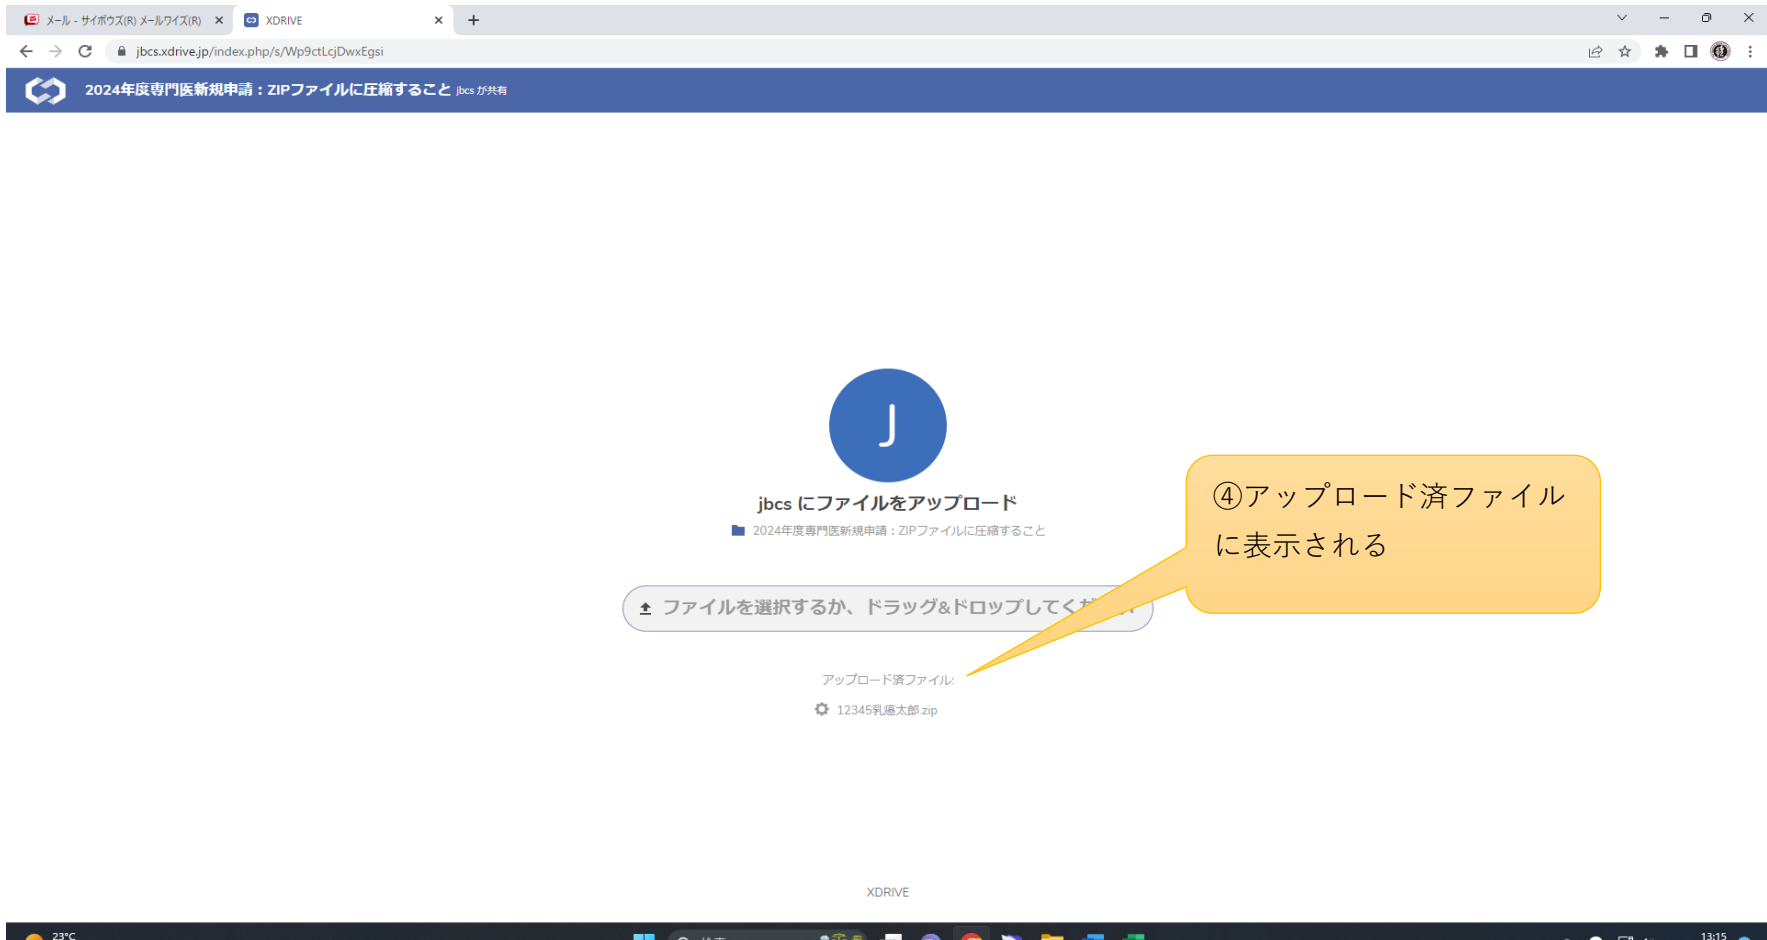 メール - サイボウズ(R) メールワイズ(R)
XDRIVE
jbcs.xdrive.jp/index.php/s/Wp9ctLcjDwxEgsi
2024年度専門医新規申請：ZIPファイルに圧縮すること jbcs が共有
J
jbcs にファイルをアップロード
2024年度専門医新規申請：ZIPファイルに圧縮すること
④アップロード済ファイル
に表示される
ファイルを選択するか、ドラッグ&ドロップしてくだ
アップロード済ファイル:
12345乳癌太郎.zip
XDRIVE
23°C
13:15